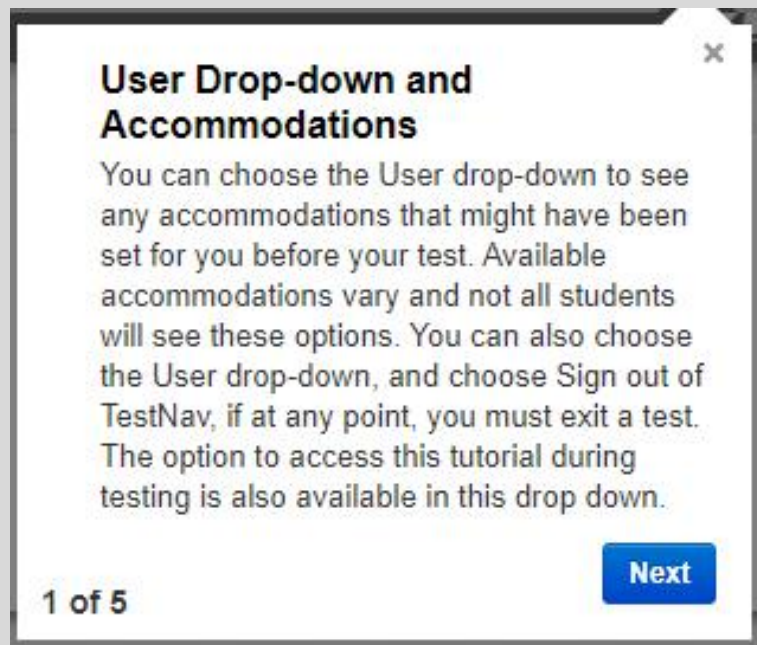 ×
User Drop-down and
Accommodations
You can choose the User drop-down to see
any accommodations that might have been
set for you before your test. Available
accommodations vary and not all students
will see these options. You can also choose
the User drop-down, and choose Sign out of
TestNav, if at any point, you must exit a test.
The option to access this tutorial during
testing is also available in this drop down.
Next
1 of 5